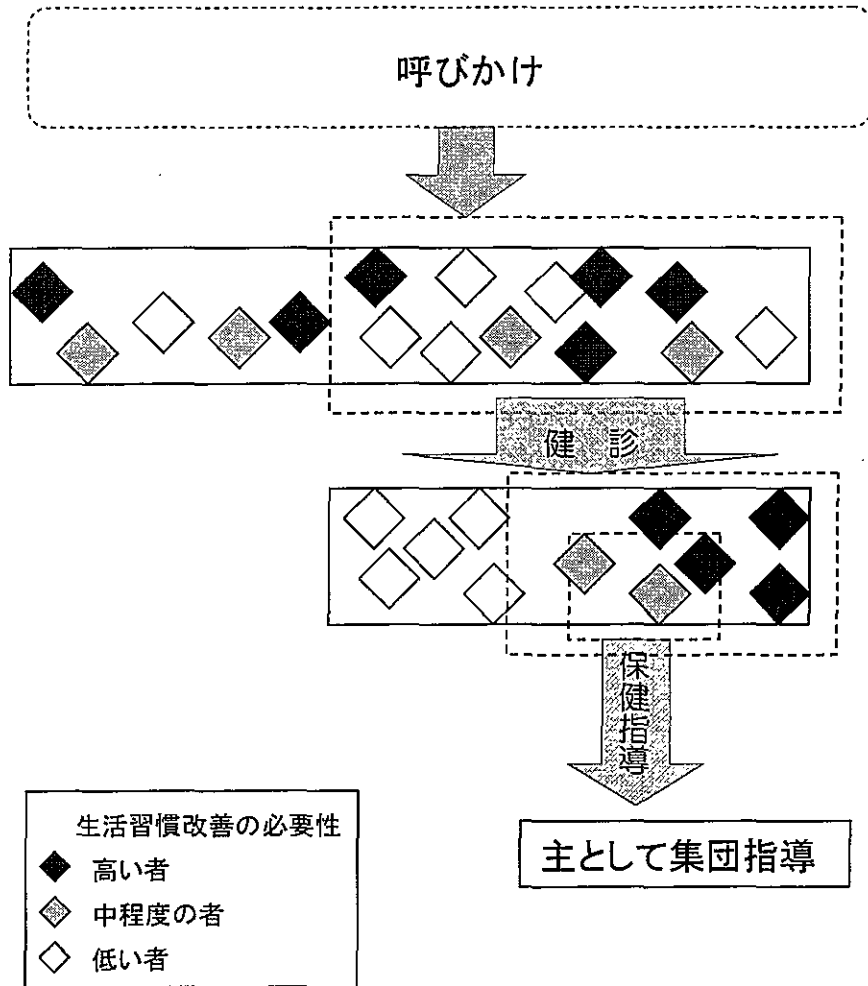 呼びかけ
健診
保健指導
主として集団指導
生活習慣改善の必要性
高い者
中程度の者
低い者